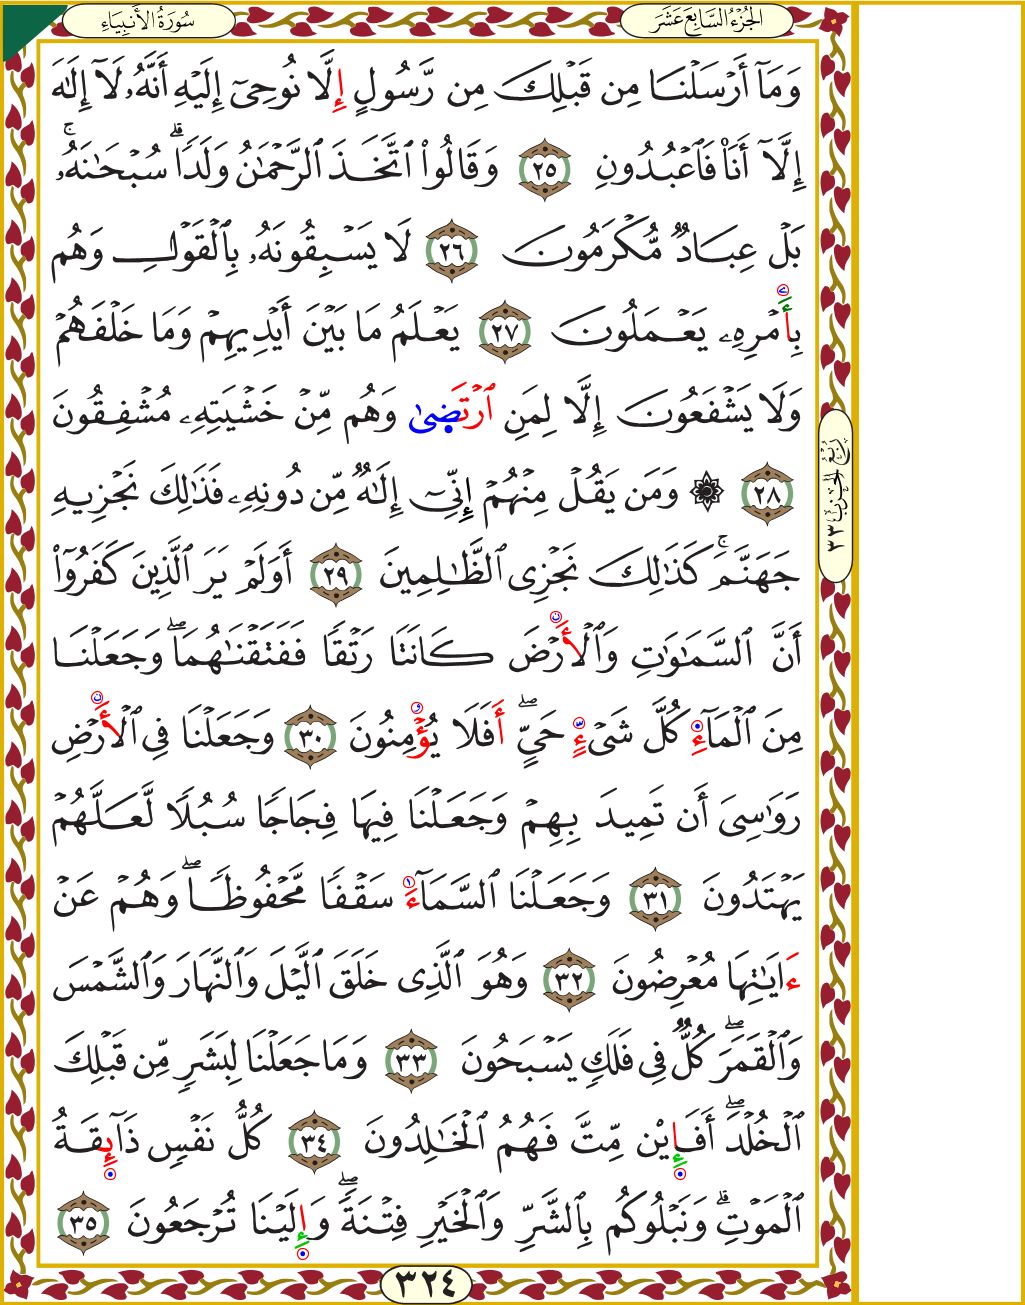 سُورَةُ الأَنبِيَاءِ
الجُزْءُ السَّابِعَ عَشَرَ
وَمَآ أَرْسَلْنَا مِن قَبْلِكَ مِن رَّسُولٍ إِلَّا نُوحِىٓ إِلَيْهِ أَنَّهُۥ لَآ إِلَٰهَ
إِلَّآ أَنَا۠ فَٱعْبُدُونِ ٢٥ وَقَالُوا۟ ٱتَّخَذَ ٱلرَّحْمَٰنُ وَلَدًا ۗ سُبْحَٰنَهُۥ ۚ
بَلْ عِبَادٌ مُّكْرَمُونَ ٢٦ لَا يَسْبِقُونَهُۥ بِٱلْقَوْلِ وَهُم
بِأَمْرِهِۦ يَعْمَلُونَ ٢٧ يَعْلَمُ مَا بَيْنَ أَيْدِيهِمْ وَمَا خَلْفَهُمْ
وَلَا يَشْفَعُونَ إِلَّا لِمَنِ ٱرْتَضِىٰ وَهُم مِّنْ خَشْيَتِهِۦ مُشْفِقُونَ
٢٨ ۞ وَمَن يَقُلْ مِنْهُمْ إِنِّىٓ إِلَٰهٌ مِّن دُونِهِۦ فَذَٰلِكَ نَجْزِيهِ
جَهَنَّمَ ۚ كَذَٰلِكَ نَجْزِى ٱلظَّٰلِمِينَ ٢٩ أَوَلَمْ يَرَ ٱلَّذِينَ كَفَرُوٓا۟
أَنَّ ٱلسَّمَٰوَٰتِ وَٱلْأَرْضَ كَانَتَا رَتْقًا فَفَتَقْنَٰهُمَا ۖ وَجَعَلْنَا
مِنَ ٱلْمَآءِ كُلَّ شَىْءٍ حَىٍّ ۖ أَفَلَا يُؤْمِنُونَ ٣٠ وَجَعَلْنَا فِى ٱلْأَرْضِ
رَوَٰسِىَ أَن تَمِيدَ بِهِمْ وَجَعَلْنَا فِيهَا فِجَاجًا سُبُلًا لَّعَلَّهُمْ
يَهْتَدُونَ ٣١ وَجَعَلْنَا ٱلسَّمَآءَ سَقْفًا مَّحْفُوظًا ۖ وَهُمْ عَنْ
ءَايَٰتِهَا مُعْرِضُونَ ٣٢ وَهُوَ ٱلَّذِى خَلَقَ ٱلَّيْلَ وَٱلنَّهَارَ وَٱلشَّمْسَ
وَٱلْقَمَرَ ۖ كُلٌّ فِى فَلَكٍ يَسْبَحُونَ ٣٣ وَمَا جَعَلْنَا لِبَشَرٍ مِّن قَبْلِكَ
ٱلْخُلْدَ ۖ أَفَإِي۟ن مِّتَّ فَهُمُ ٱلْخَٰلِدُونَ ٣٤ كُلُّ نَفْسٍ ذَآئِقَةُ
ٱلْمَوْتِ ۗ وَنَبْلُوكُم بِٱلشَّرِّ وَٱلْخَيْرِ فِتْنَةً ۖ وَإِلَيْنَا تُرْجَعُونَ ٣٥
رُبْعُ الحِزْب ٣٣
٣٢٤